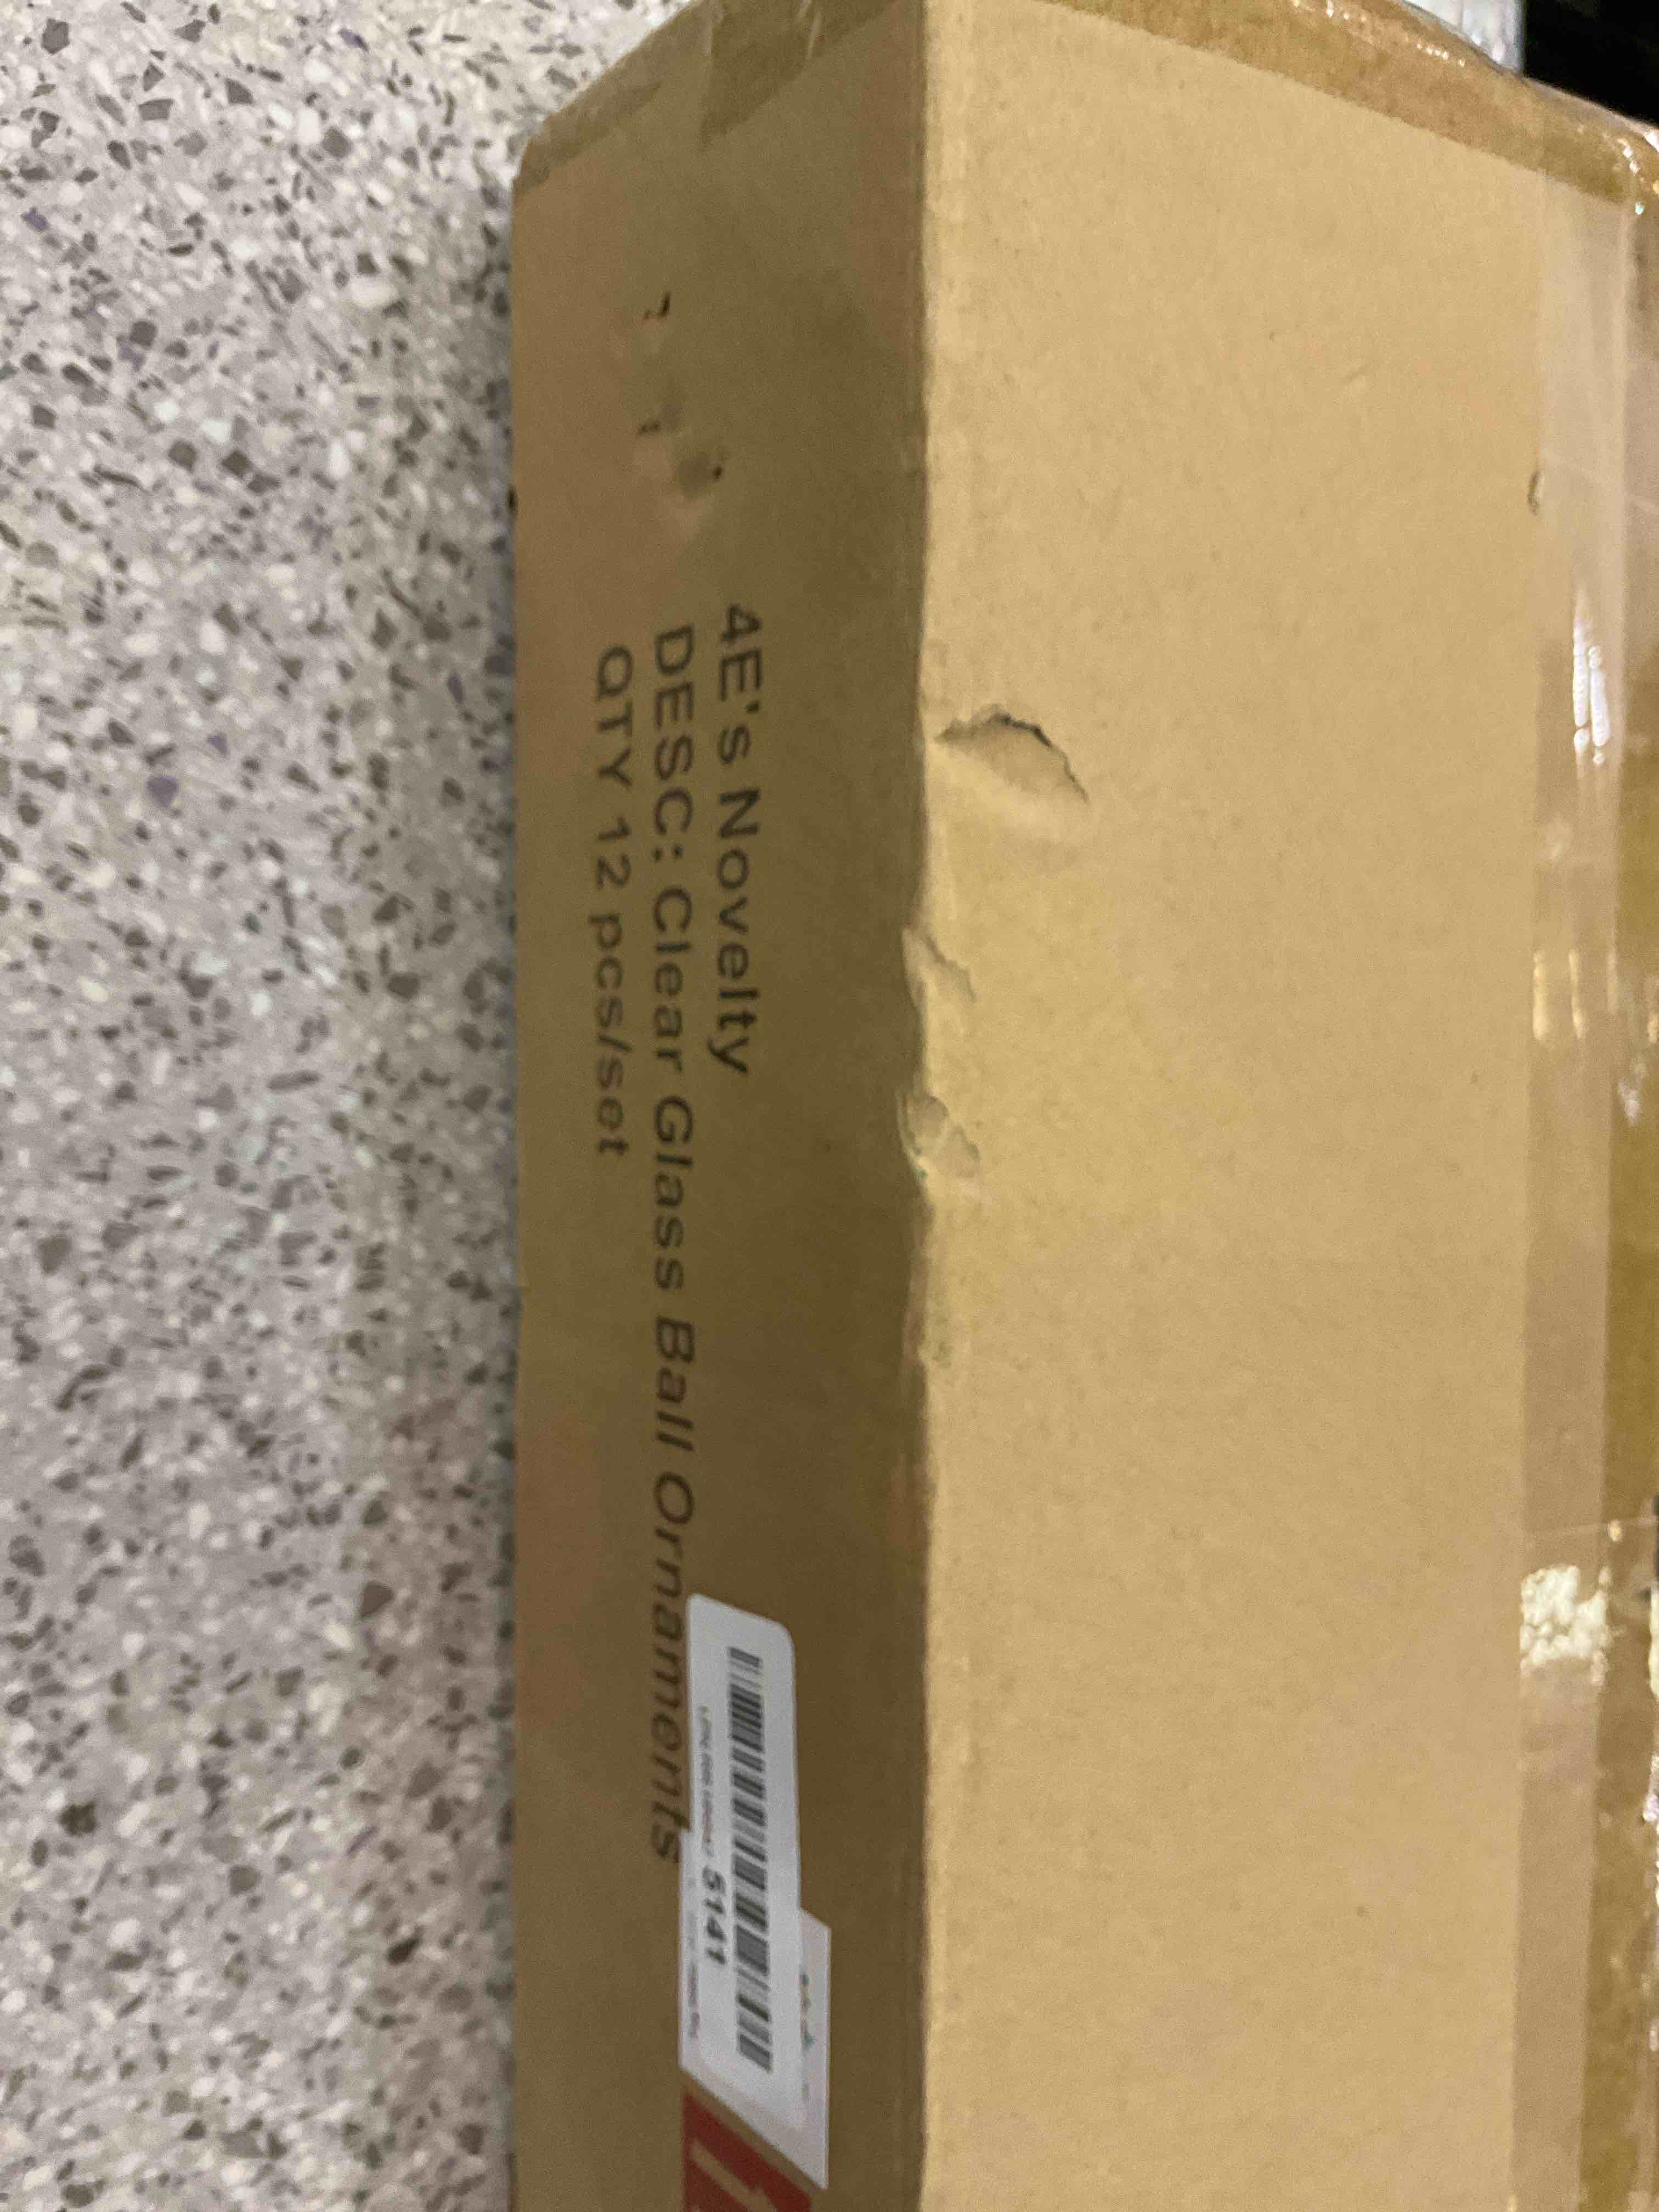 4E's Novelty
DESC: Clear Glass Ball Ornaments
QTY 12 pcs/set
5141